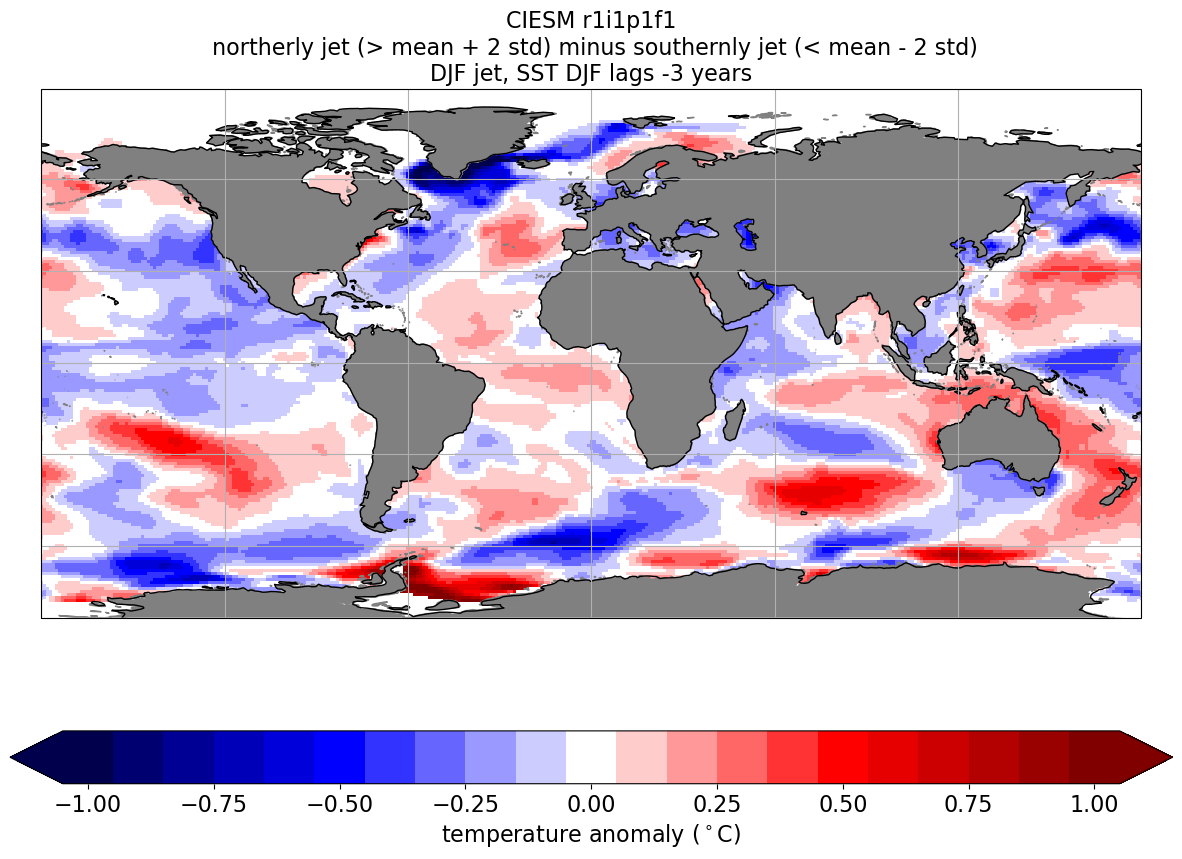 CIESM r1i1p1f1
northerly jet (> mean + 2 std) minus southernly jet (< mean - 2 std)
DJF jet, SST DJF lags -3 years
−1.00 −0.75 −0.50 −0.25 0.00 0.25 0.50 0.75 1.00
temperature anomaly (°C)